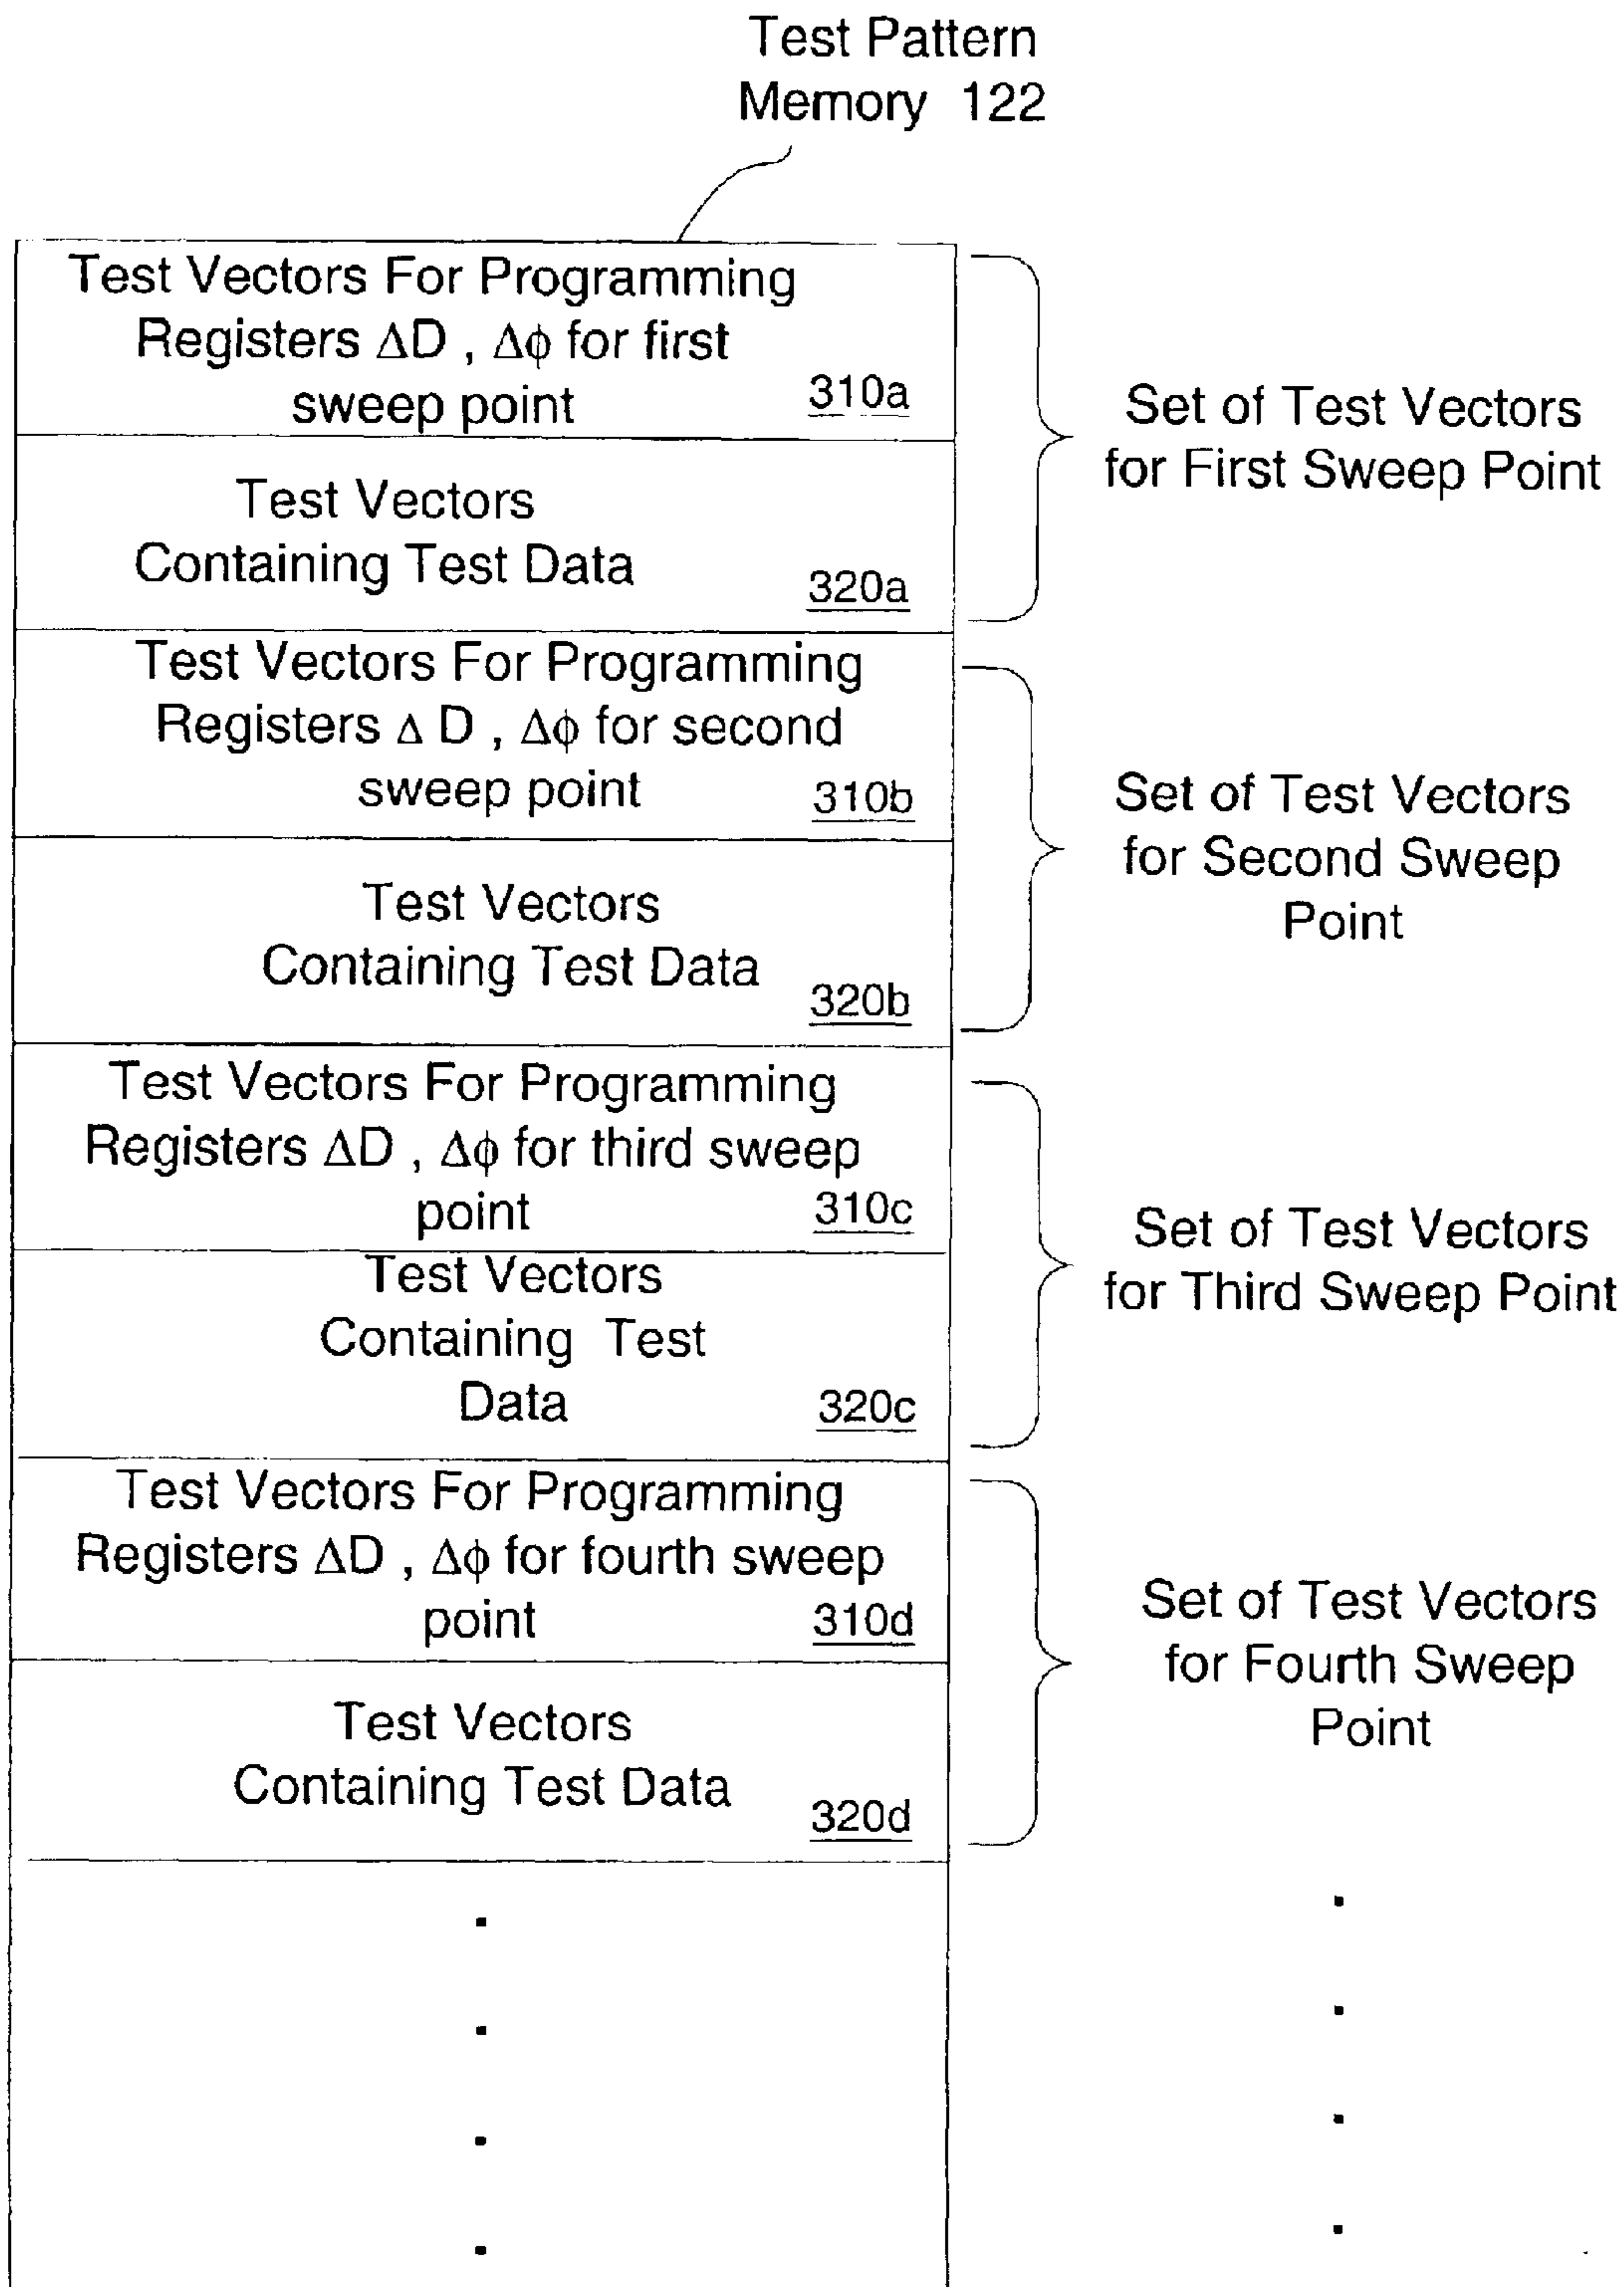 Test Pattern
Memory 122
Test Vectors For Programming
Registers ΔD , Δϕ for first
sweep point 310a
Set of Test Vectors
for First Sweep Point
Test Vectors
Containing Test Data 320a
Test Vectors For Programming
Registers Δ D , Δϕ for second
sweep point 310b
Set of Test Vectors
for Second Sweep
Point
Test Vectors
Containing Test Data 320b
Test Vectors For Programming
Registers ΔD , Δϕ for third sweep
point 310c
Set of Test Vectors
for Third Sweep Point
Test Vectors
Containing Test
Data 320c
Test Vectors For Programming
Registers ΔD , Δϕ for fourth sweep
point 310d
Set of Test Vectors
for Fourth Sweep
Point
Test Vectors
Containing Test Data 320d